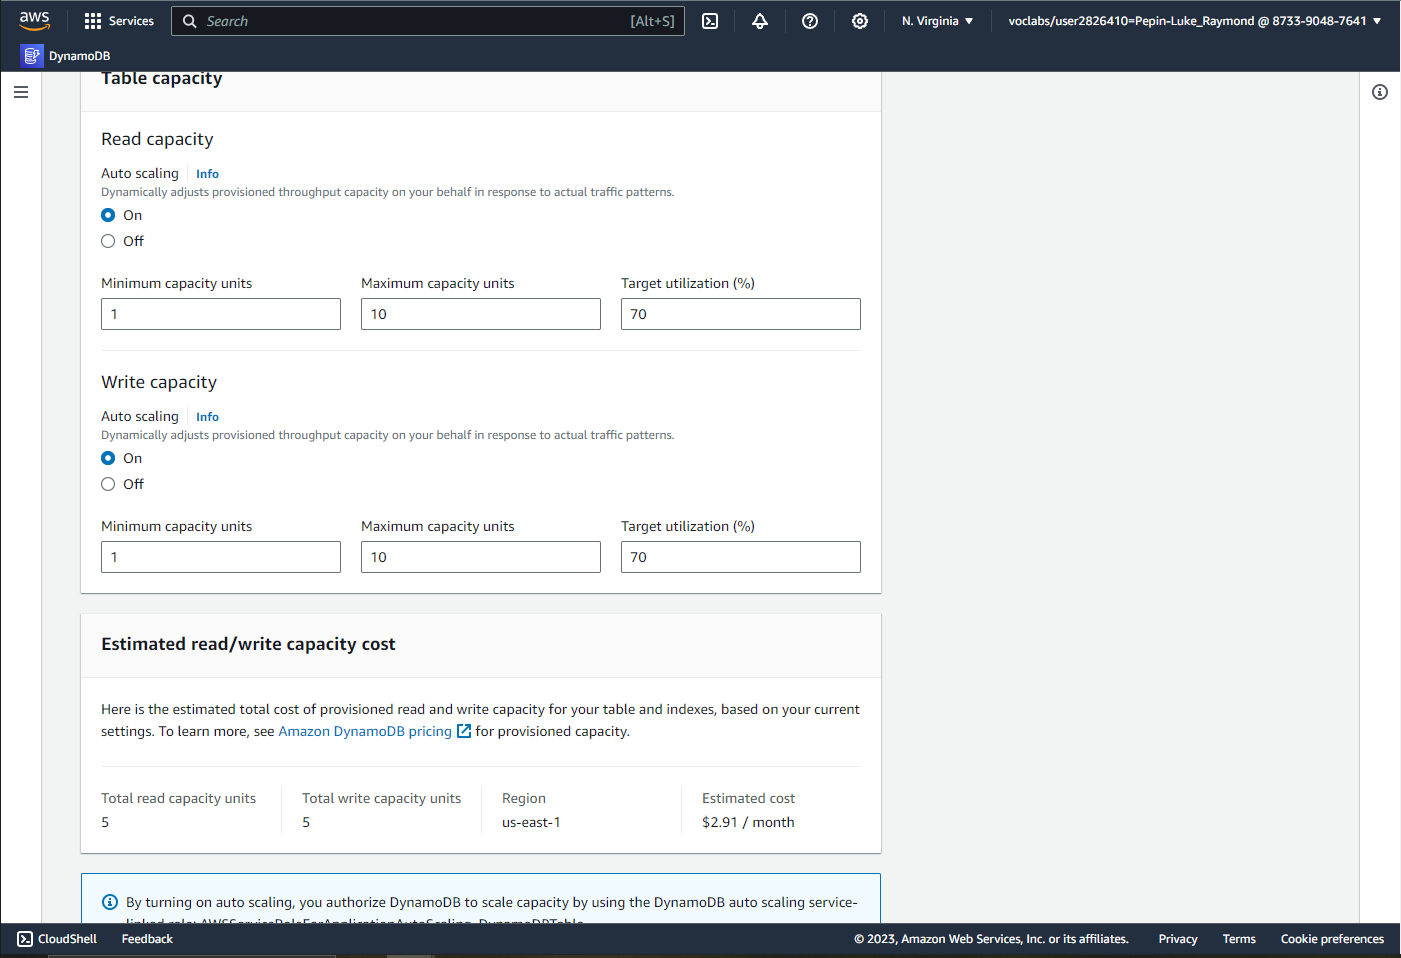 aws
Services
Search
[Alt+S]
N. Virginia
voclabs/user2826410=Pepin-Luke_Raymond @ 8733-9048-7641
DynamoDB
Table capacity
Read capacity
Auto scaling
Info
Dynamically adjusts provisioned throughput capacity on your behalf in response to actual traffic patterns.
On
Off
Minimum capacity units
Maximum capacity units
Target utilization (%)
1
10
70
Write capacity
Auto scaling
Info
Dynamically adjusts provisioned throughput capacity on your behalf in response to actual traffic patterns.
On
Off
Minimum capacity units
Maximum capacity units
Target utilization (%)
1
10
70
Estimated read/write capacity cost
Here is the estimated total cost of provisioned read and write capacity for your table and indexes, based on your current
settings. To learn more, see Amazon DynamoDB pricing for provisioned capacity.
Total read capacity units
Total write capacity units
Region
Estimated cost
5
5
us-east-1
$2.91 / month
By turning on auto scaling, you authorize DynamoDB to scale capacity by using the DynamoDB auto scaling service-
linked role: AWSServiceRoleForApplicationAutoScaling_DynamoDBTable
CloudShell
Feedback
© 2023, Amazon Web Services, Inc. or its affiliates.
Privacy
Terms
Cookie preferences